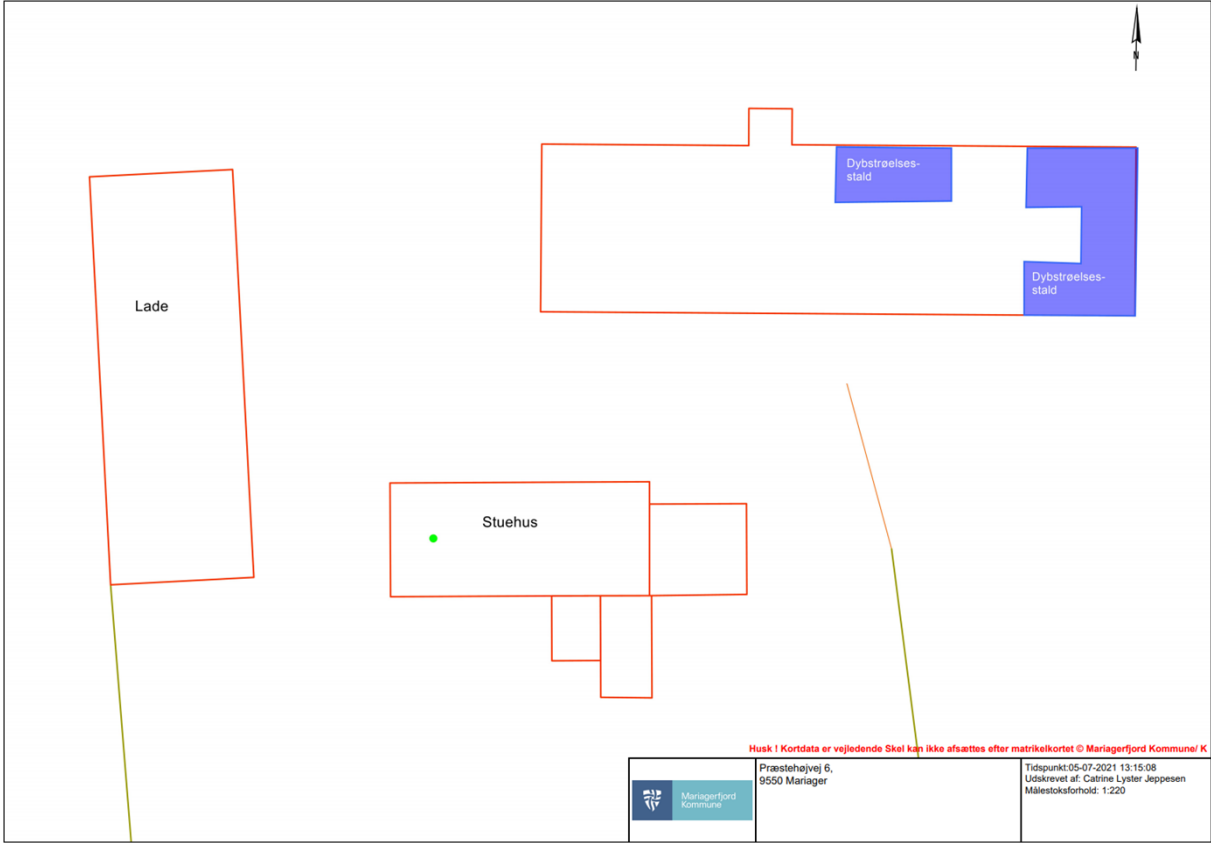 N
Dybstrøelses-
stald
Lade
Dybstrøelses-
stald
Stuehus
Husk ! Kortdata er vejledende Skel kan ikke afsættes efter matrikelkortet © Mariagerfjord Kommune/ K
Mariagerfjord
Kommune
Præstehøjvej 6,
9550 Mariager
Tidspunkt:05-07-2021 13:15:08
Udskrevet af: Catrine Lyster Jeppesen
Målestoksforhold: 1:220